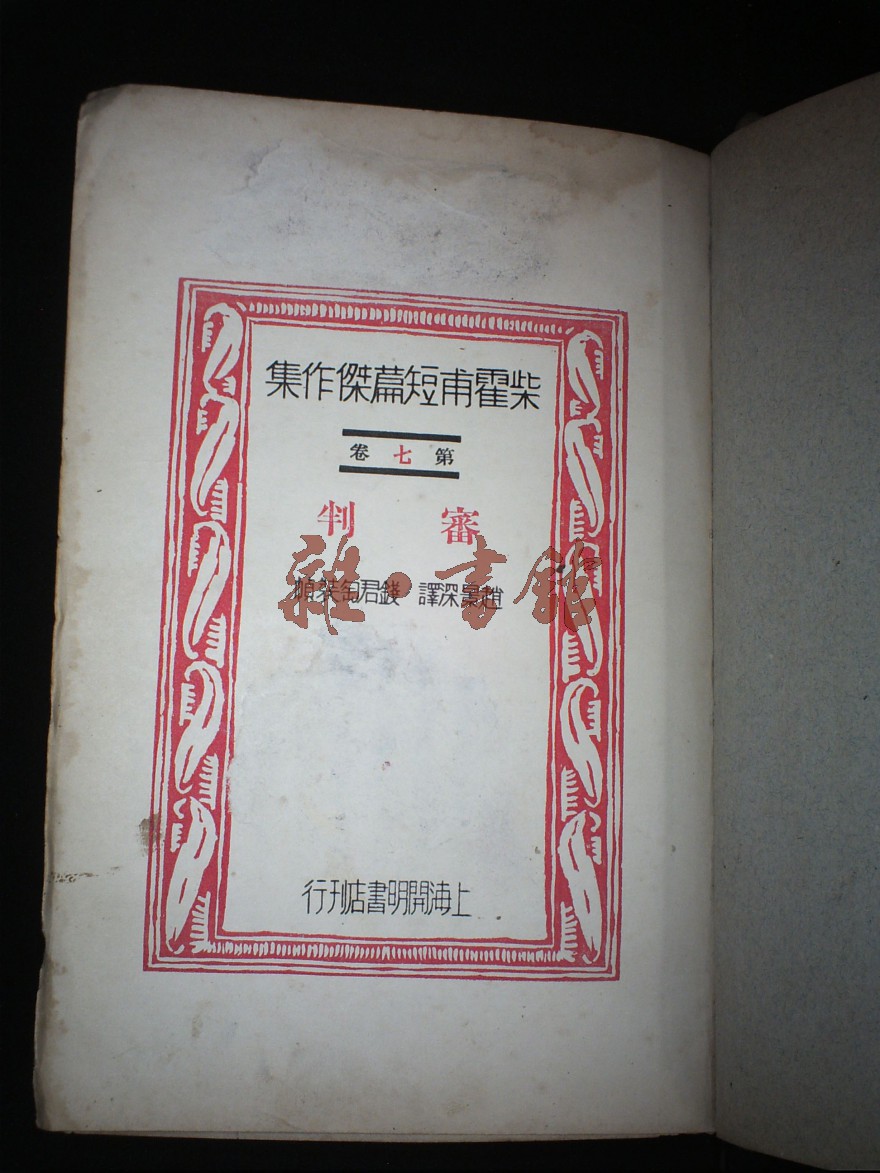 柴霍甫短篇傑作集
第七卷
審判
趙景深譯 錢君匋裝幀
上海開明書店刊行
雜·書館